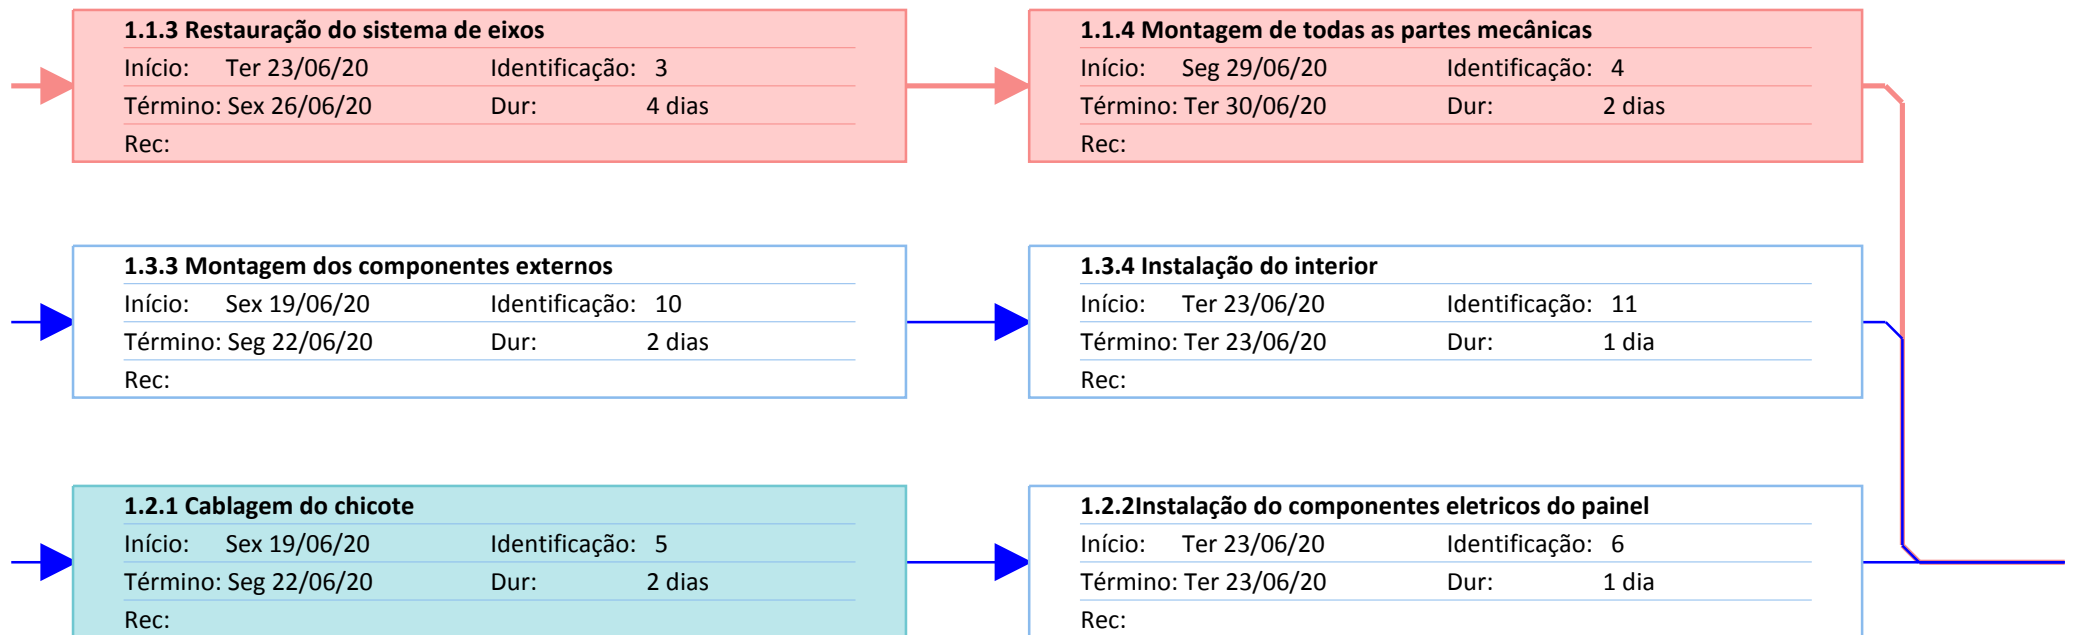 1.1.3 Restauração do sistema de eixos
Início: Ter 23/06/20 Identificação: 3
Término: Sex 26/06/20 Dur: 4 dias
Rec:
1.1.4 Montagem de todas as partes mecânicas
Início: Seg 29/06/20 Identificação: 4
Término: Ter 30/06/20 Dur: 2 dias
Rec:
1.3.3 Montagem dos componentes externos
Início: Sex 19/06/20 Identificação: 10
Término: Seg 22/06/20 Dur: 2 dias
Rec:
1.3.4 Instalação do interior
Início: Ter 23/06/20 Identificação: 11
Término: Ter 23/06/20 Dur: 1 dia
Rec:
1.2.1 Cablagem do chicote
Início: Sex 19/06/20 Identificação: 5
Término: Seg 22/06/20 Dur: 2 dias
Rec:
1.2.2Instalação do componentes eletricos do painel
Início: Ter 23/06/20 Identificação: 6
Término: Ter 23/06/20 Dur: 1 dia
Rec: